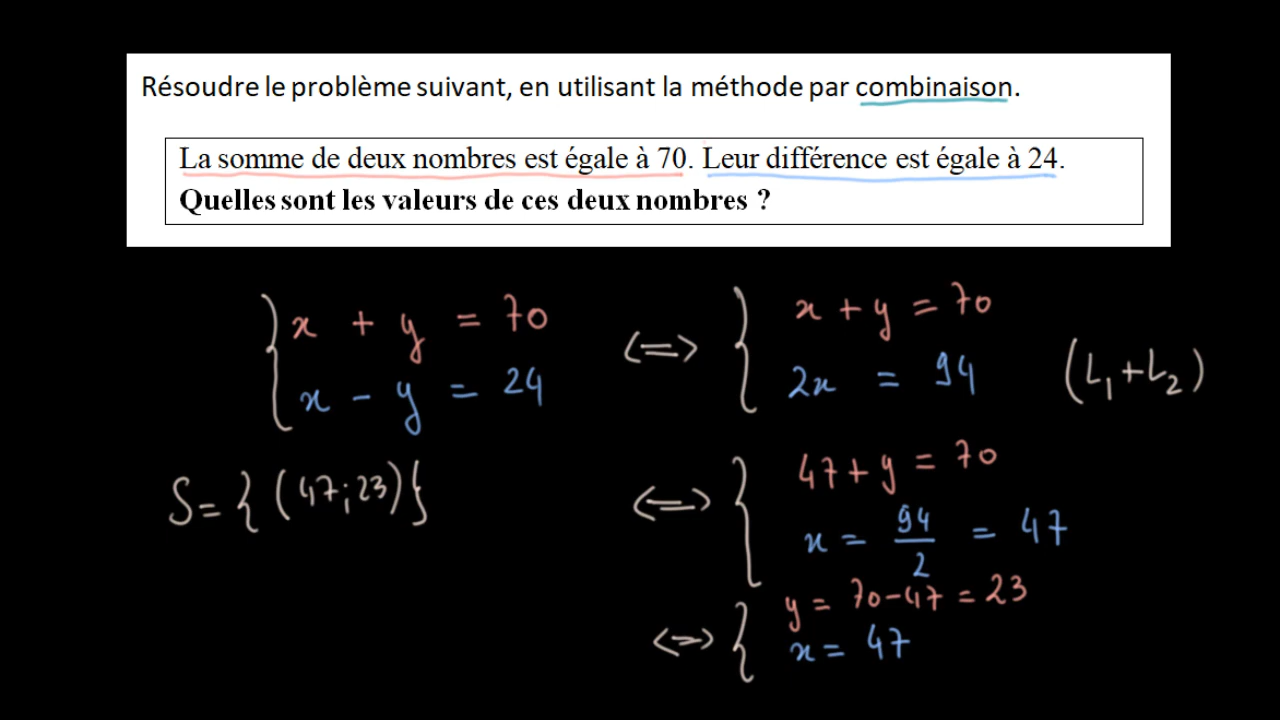 Résoudre le problème suivant, en utilisant la méthode par combinaison.
La somme de deux nombres est égale à 70. Leur différence est égale à 24.
Quelles sont les valeurs de ces deux nombres ?
{ x + y = 70
x - y = 24
<=> { x + y = 70
2x = 94 (L₁+L₂)
<=> { 47 + y = 70
x = 94/2 = 47
<=> { y = 70-47 = 23
x = 47
S = {(47;23)}